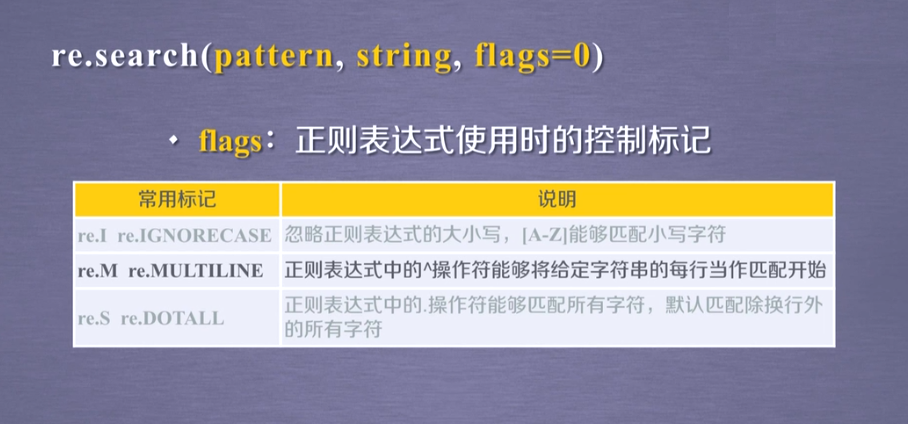 re.search(pattern, string, flags=0)
• flags：正则表达式使用时的控制标记
常用标记 说明
re.I re.IGNORECASE 忽略正则表达式的大小写，[A-Z]能够匹配小写字符
re.M re.MULTILINE 正则表达式中的^操作符能够将给定字符串的每行当作匹配开始
re.S re.DOTALL 正则表达式中的.操作符能够匹配所有字符，默认匹配除换行外
的所有字符